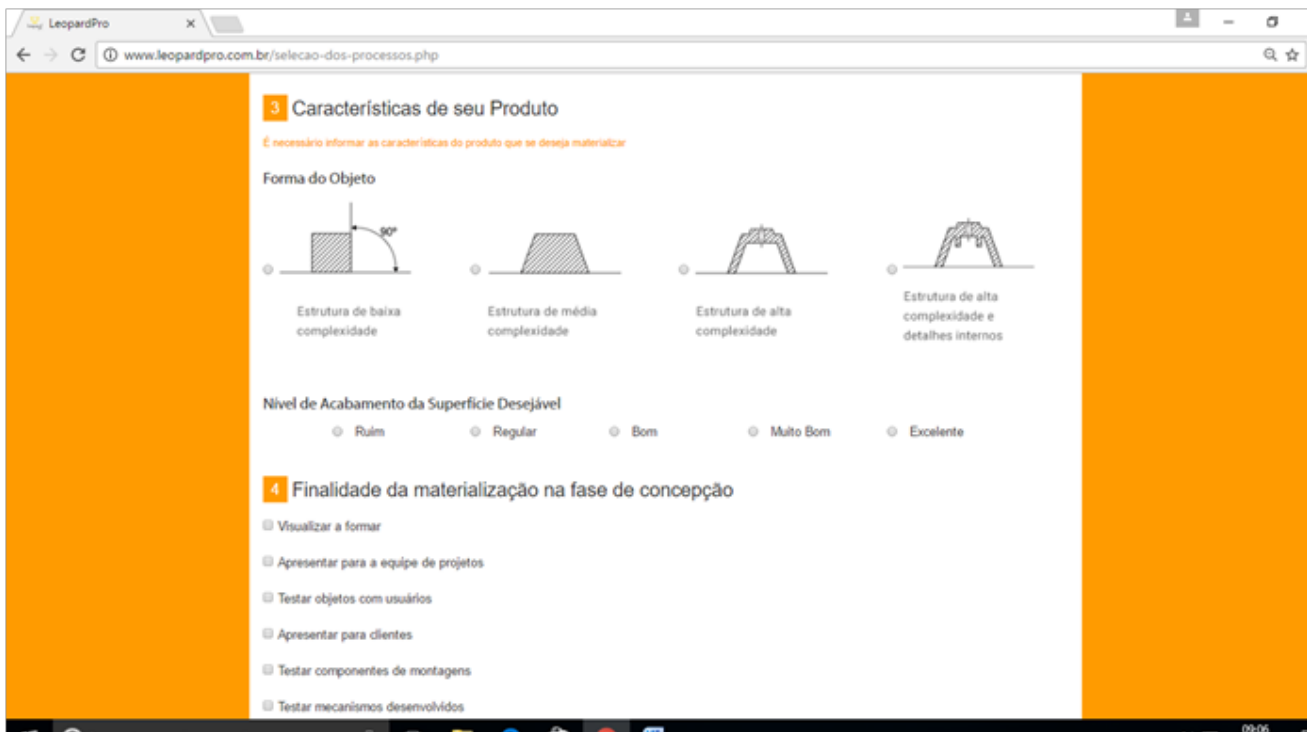 LeopardPro
www.leopardpro.com.br/selecao-dos-processos.php
3 Características de seu Produto
É necessário informar as características do produto que se deseja materializar
Forma do Objeto
90º
Estrutura de baixa
complexidade
Estrutura de média
complexidade
Estrutura de alta
complexidade
Estrutura de alta
complexidade e
detalhes internos
Nível de Acabamento da Superfície Desejável
Ruim Regular Bom Muito Bom Excelente
4 Finalidade da materialização na fase de concepção
Visualizar a formar
Apresentar para a equipe de projetos
Testar objetos com usuários
Apresentar para clientes
Testar componentes de montagens
Testar mecanismos desenvolvidos
09:06